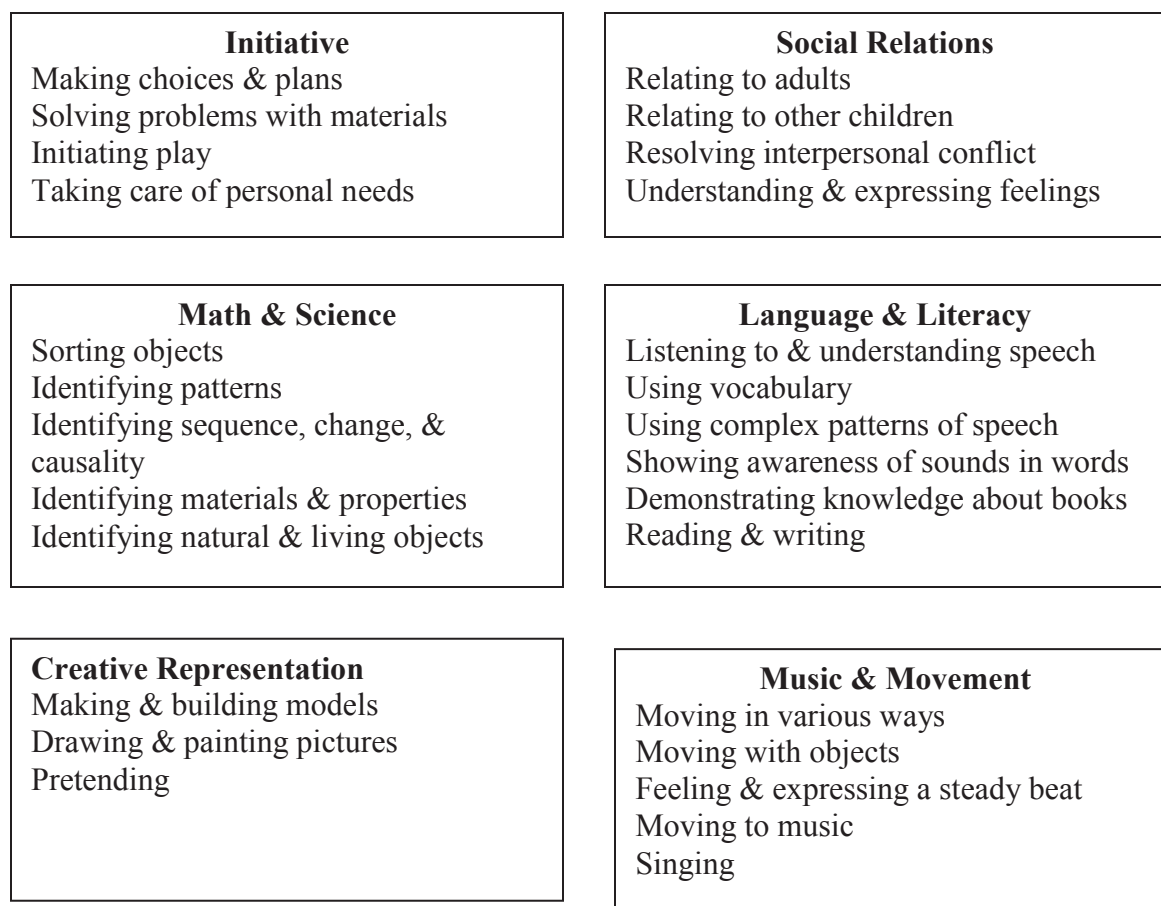 Initiative
Making choices & plans
Solving problems with materials
Initiating play
Taking care of personal needs
Social Relations
Relating to adults
Relating to other children
Resolving interpersonal conflict
Understanding & expressing feelings
Math & Science
Sorting objects
Identifying patterns
Identifying sequence, change, &
causality
Identifying materials & properties
Identifying natural & living objects
Language & Literacy
Listening to & understanding speech
Using vocabulary
Using complex patterns of speech
Showing awareness of sounds in words
Demonstrating knowledge about books
Reading & writing
Creative Representation
Making & building models
Drawing & painting pictures
Pretending
Music & Movement
Moving in various ways
Moving with objects
Feeling & expressing a steady beat
Moving to music
Singing